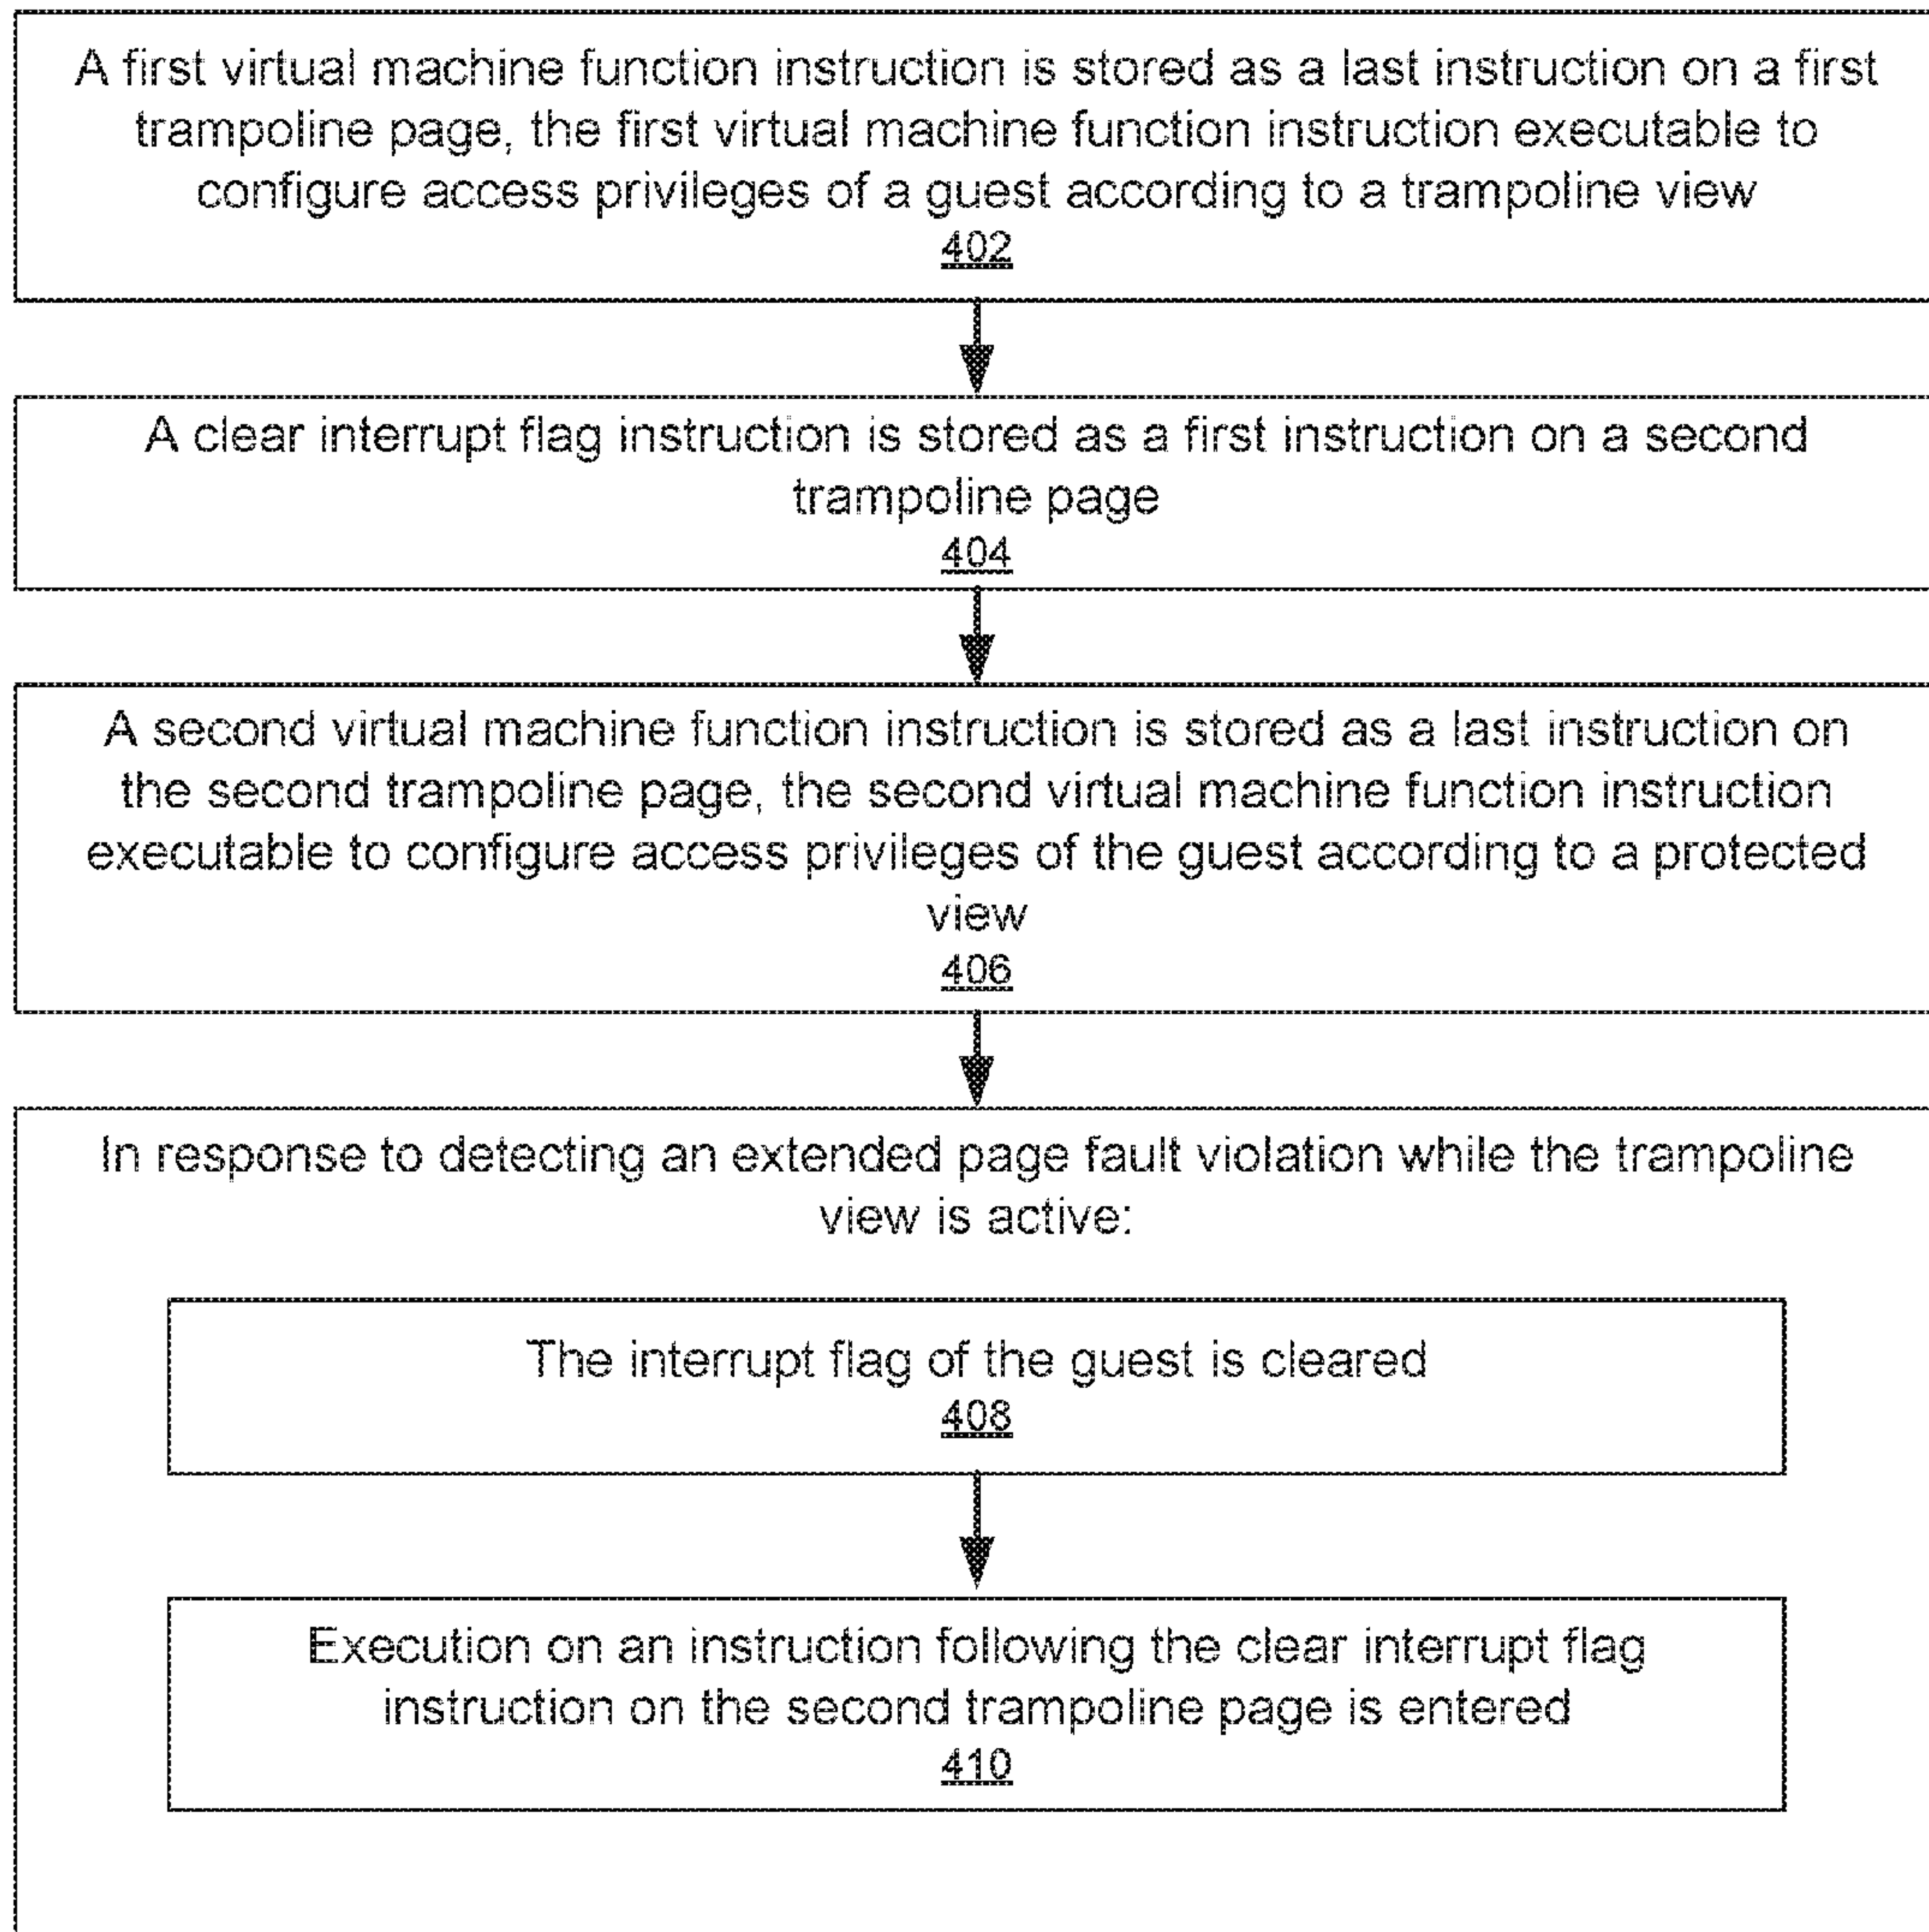 A first virtual machine function instruction is stored as a last instruction on a first
trampoline page, the first virtual machine function instruction executable to
configure access privileges of a guest according to a trampoline view
402
A clear interrupt flag instruction is stored as a first instruction on a second
trampoline page
404
A second virtual machine function instruction is stored as a last instruction on
the second trampoline page, the second virtual machine function instruction
executable to configure access privileges of the guest according to a protected
view
406
In response to detecting an extended page fault violation while the trampoline
view is active:
The interrupt flag of the guest is cleared
408
Execution on an instruction following the clear interrupt flag
instruction on the second trampoline page is entered
410